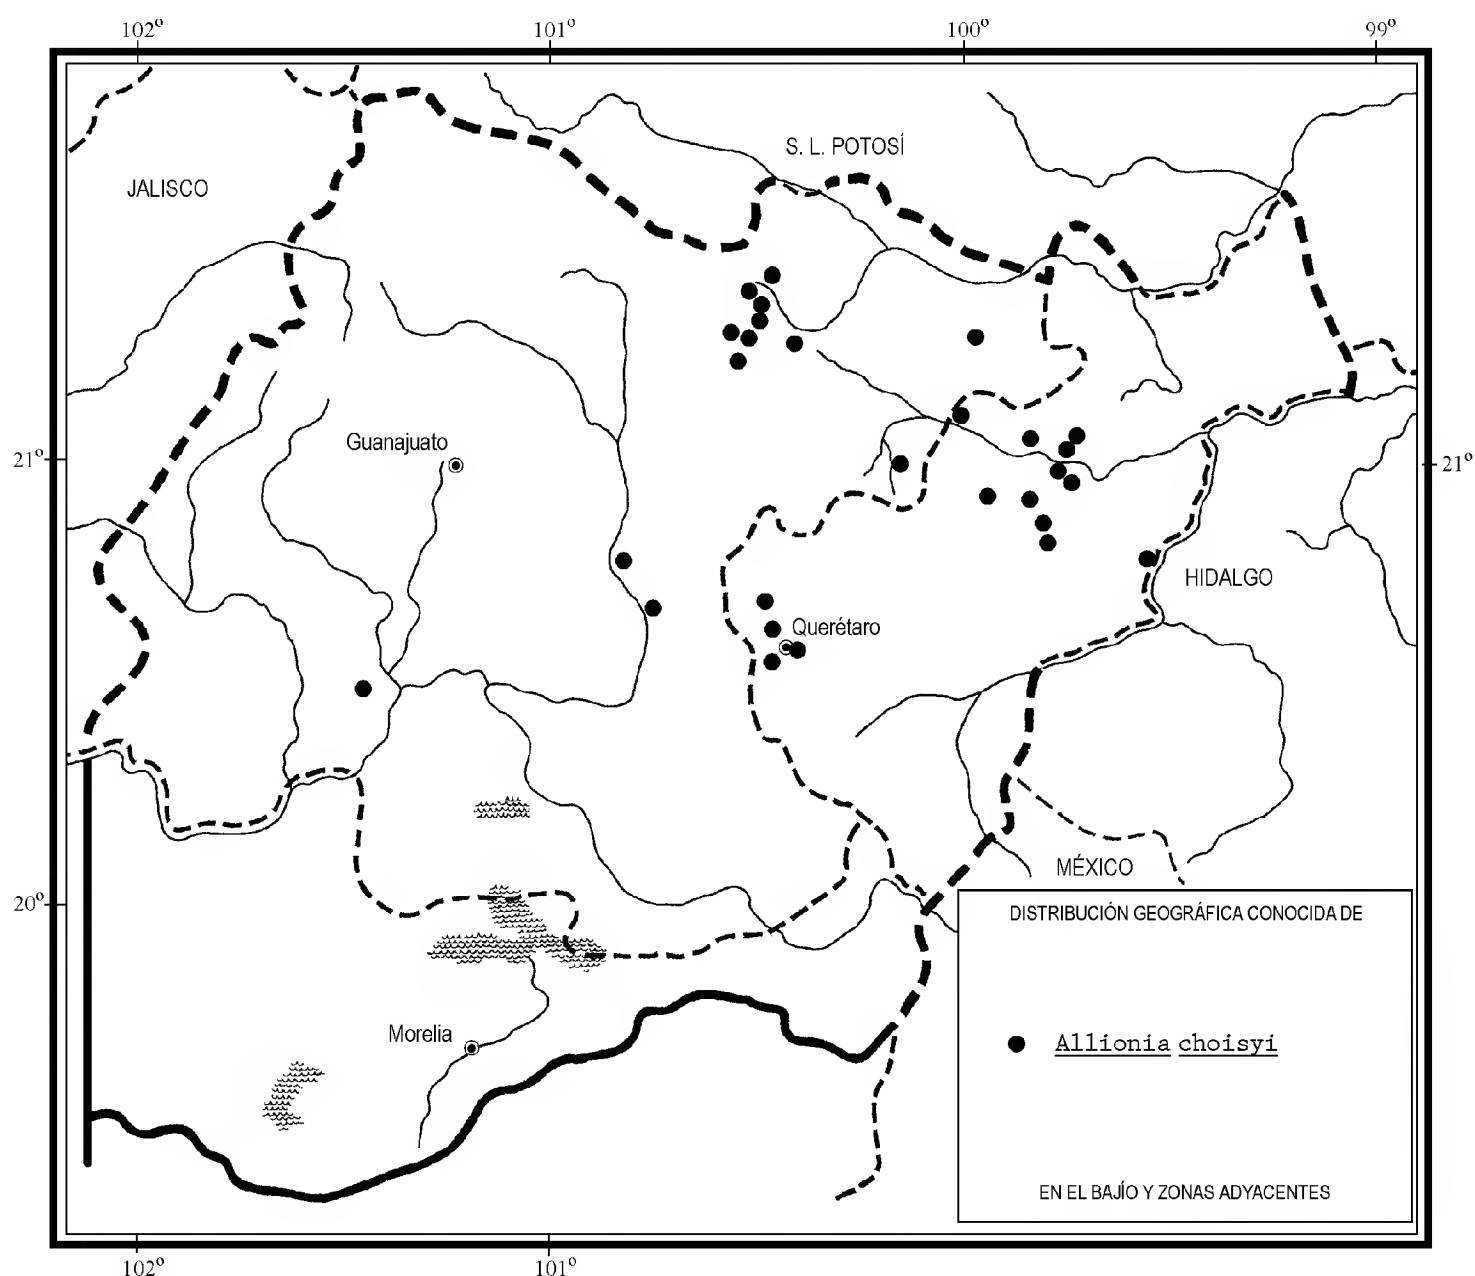 102º 101º 100º 99º
S. L. POTOSÍ
JALISCO
Guanajuato
21º 21º
HIDALGO
Querétaro
MÉXICO
20º
DISTRIBUCIÓN GEOGRÁFICA CONOCIDA DE
Morelia
Allionia choisyi
EN EL BAJÍO Y ZONAS ADYACENTES
102º 101º